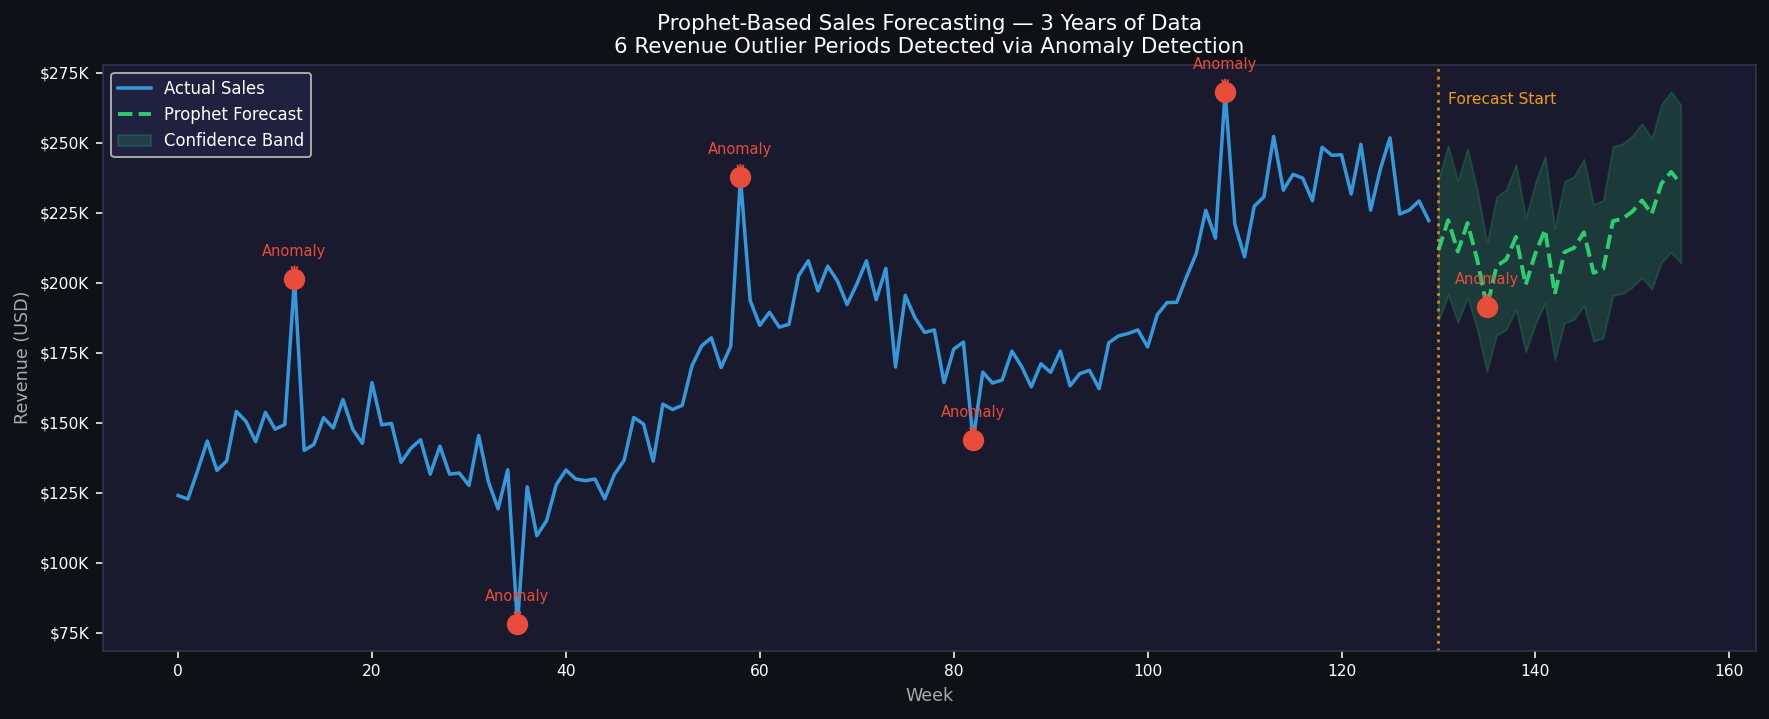 Prophet-Based Sales Forecasting — 3 Years of Data
6 Revenue Outlier Periods Detected via Anomaly Detection
Actual Sales
Prophet Forecast
Confidence Band
Anomaly
Anomaly
Anomaly
Anomaly
Anomaly
Anomaly
Forecast Start
Revenue (USD)
$275K
$250K
$225K
$200K
$175K
$150K
$125K
$100K
$75K
0 20 40 60 80 100 120 140 160
Week